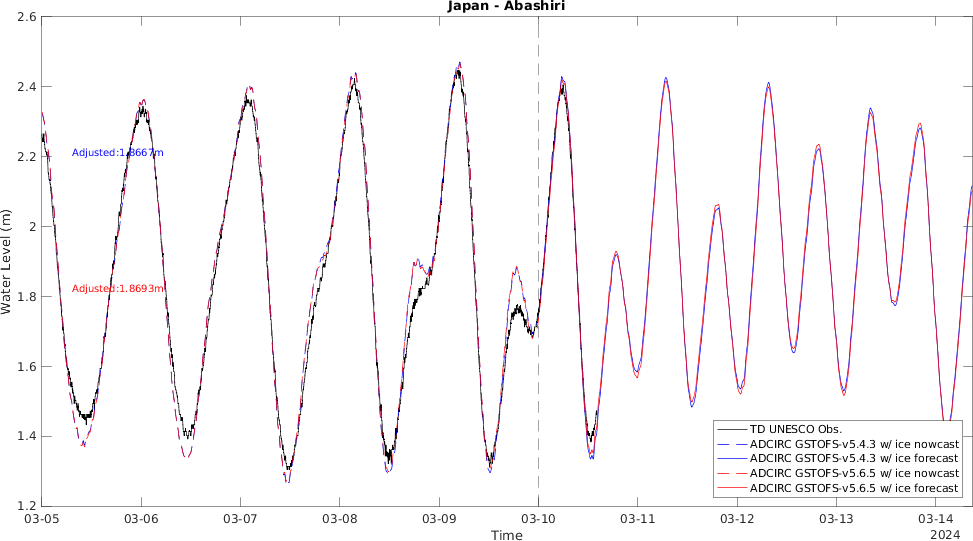 Japan - Abashiri
2.6
2.4
2.2
2
1.8
1.6
1.4
1.2
Water Level (m)
Adjusted:1.8667m
Adjusted:1.8693m
TD UNESCO Obs.
ADCIRC GSTOFS-v5.4.3 w/ ice nowcast
ADCIRC GSTOFS-v5.4.3 w/ ice forecast
ADCIRC GSTOFS-v5.6.5 w/ ice nowcast
ADCIRC GSTOFS-v5.6.5 w/ ice forecast
03-05 03-06 03-07 03-08 03-09 03-10 03-11 03-12 03-13 03-14
Time
2024